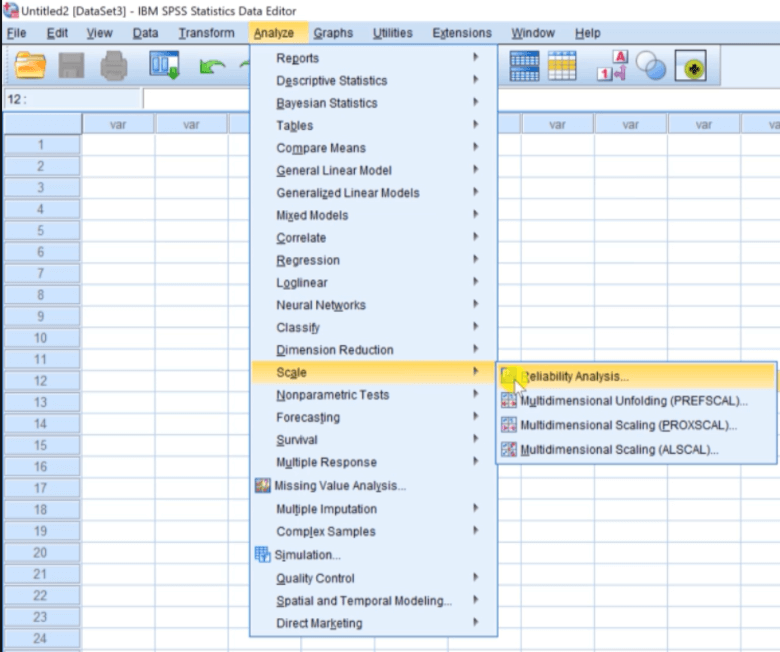 Untitled2 [DataSet3] - IBM SPSS Statistics Data Editor
File Edit View Data Transform Analyze Graphs Utilities Extensions Window Help
12 :
var var var var var va
1
2
3
4
5
6
7
8
9
10
11
12
13
14
15
16
17
18
19
20
21
22
23
24
Reports
Descriptive Statistics
Bayesian Statistics
Tables
Compare Means
General Linear Model
Generalized Linear Models
Mixed Models
Correlate
Regression
Loglinear
Neural Networks
Classify
Dimension Reduction
Scale
Nonparametric Tests
Forecasting
Survival
Multiple Response
Missing Value Analysis...
Multiple Imputation
Complex Samples
Simulation...
Quality Control
Spatial and Temporal Modeling...
Direct Marketing
Reliability Analysis...
Multidimensional Unfolding (PREFSCAL)...
Multidimensional Scaling (PROXSCAL)...
Multidimensional Scaling (ALSCAL)...